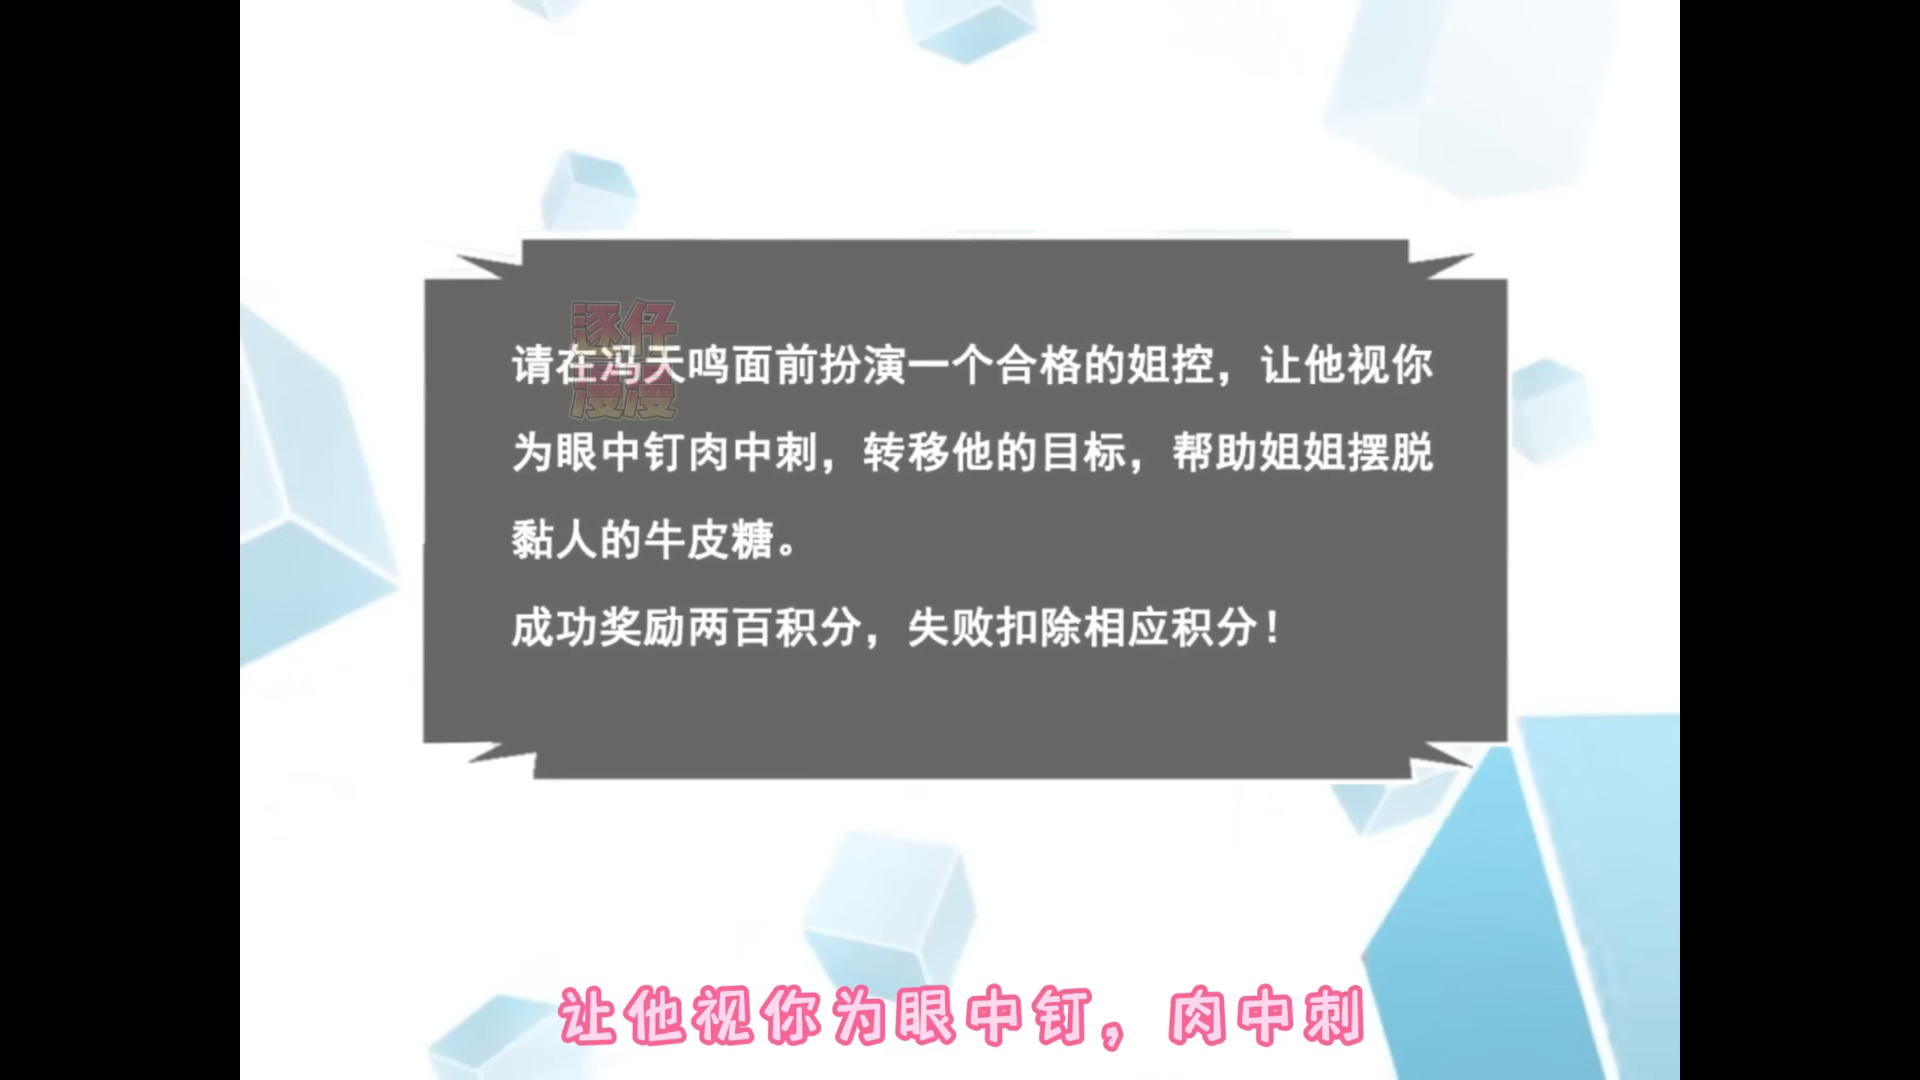 逐仔
漫漫
请在冯天鸣面前扮演一个合格的姐控，让他视你
为眼中钉肉中刺，转移他的目标，帮助姐姐摆脱
黏人的牛皮糖。
成功奖励两百积分，失败扣除相应积分！
让他视你为眼中钉，肉中刺